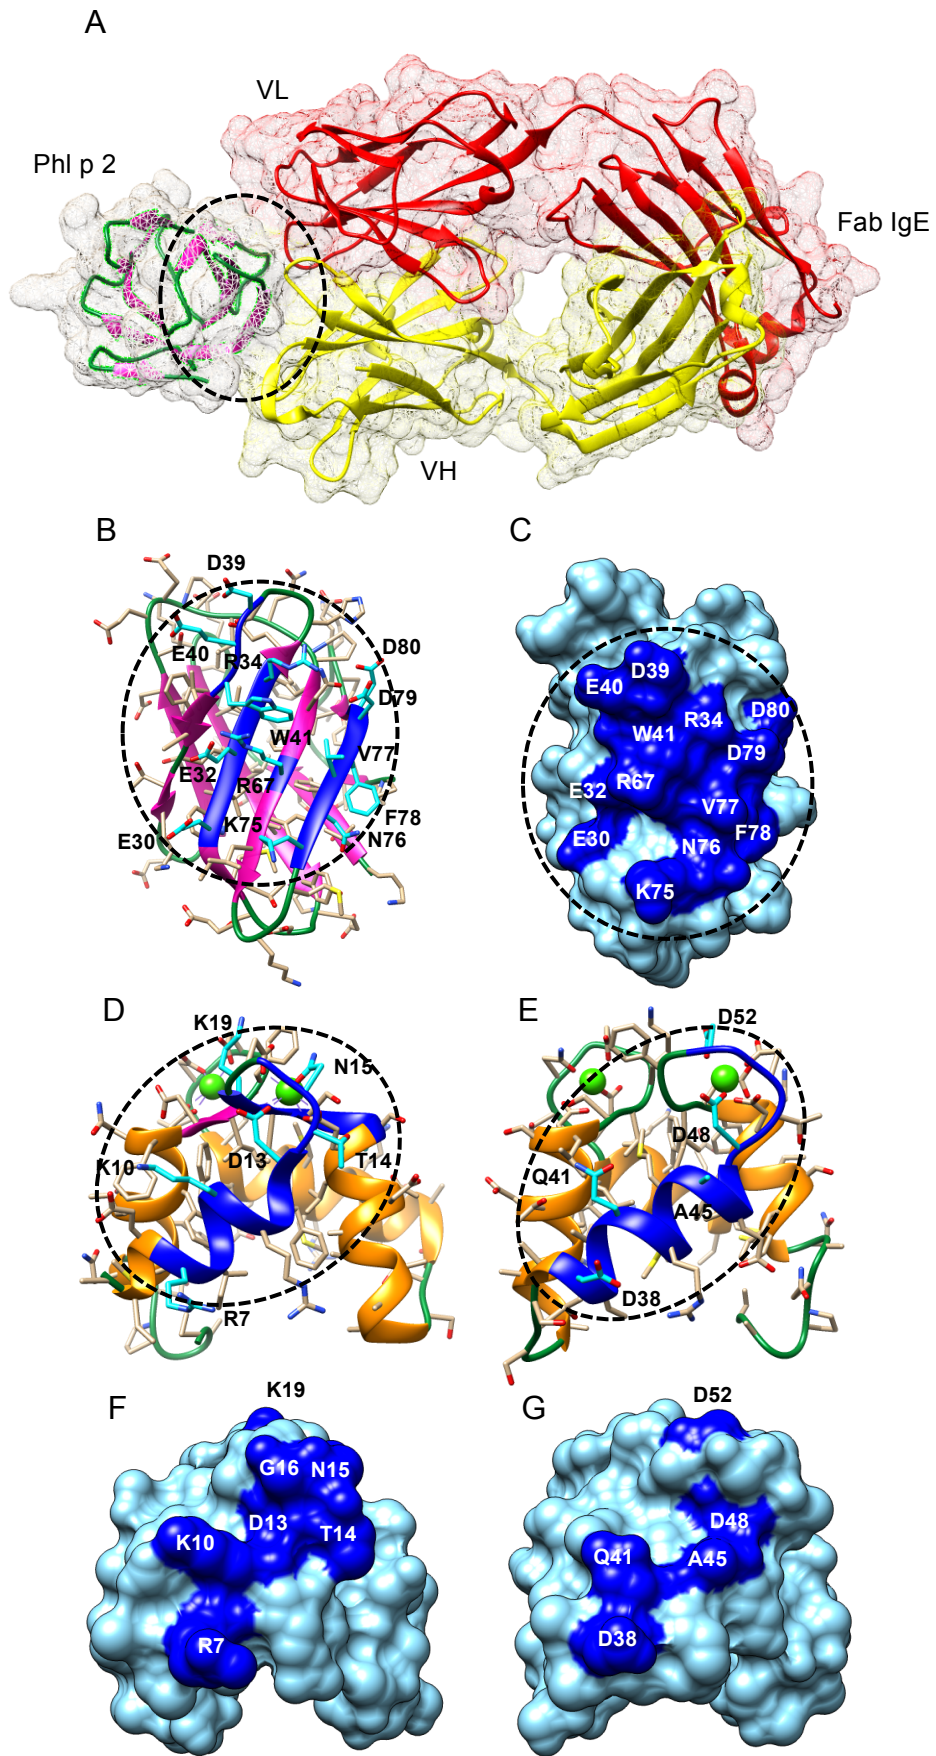 A
VL
Phl p 2
Fab IgE
VH
B
C
D39
E40
R34
D80
D79
W41
V77
E32
R67
F78
K75
N76
E30
D39
E40
D80
R34
W41
D79
E32
R67
V77
F78
E30
N76
K75
D
E
K19
N15
K10
D13
T14
R7
D52
D48
Q41
A45
D38
F
G
K19
G16 N15
D13
T14
K10
R7
D52
D48
Q41
A45
D38